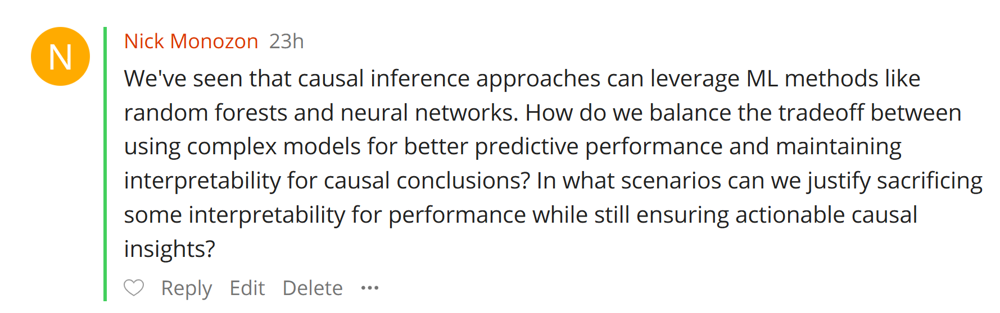 N
Nick Monozon 23h
We've seen that causal inference approaches can leverage ML methods like
random forests and neural networks. How do we balance the tradeoff between
using complex models for better predictive performance and maintaining
interpretability for causal conclusions? In what scenarios can we justify sacrificing
some interpretability for performance while still ensuring actionable causal
insights?
Reply Edit Delete ···